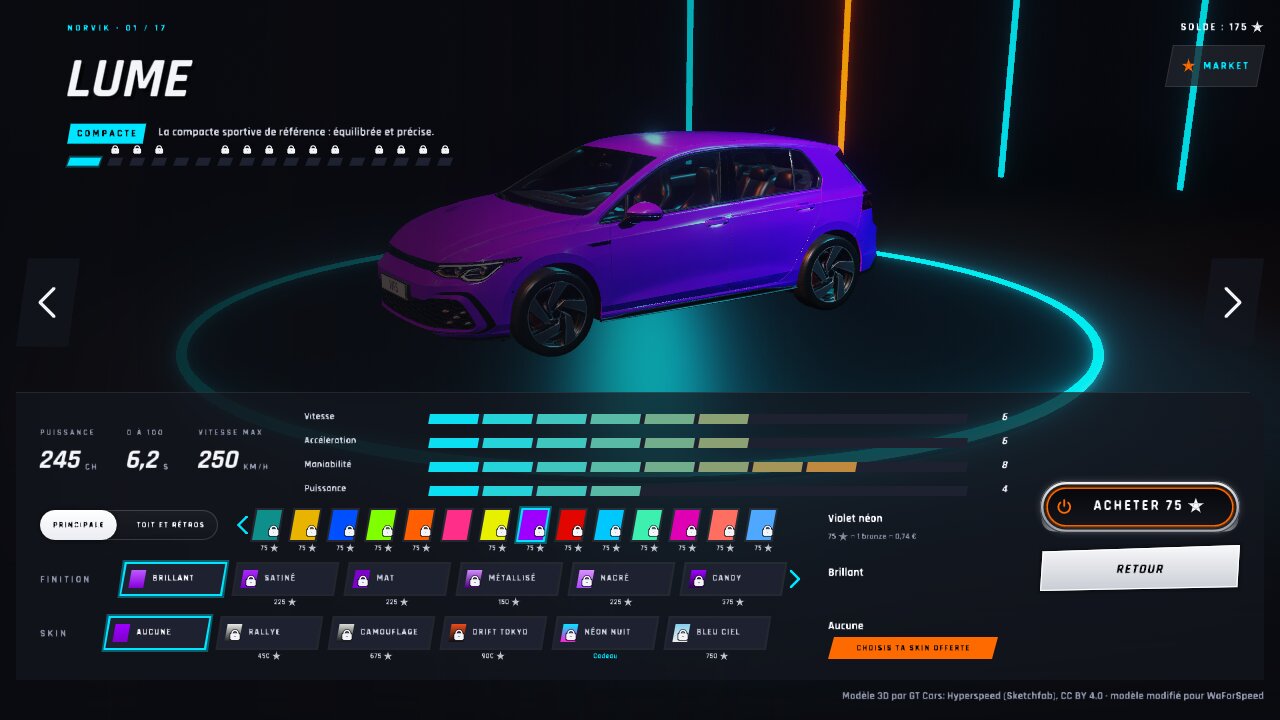 NORVIK · 01 / 17
SOLDE : 175 ★
LUME
★ MARKET
COMPACTE La compacte sportive de référence : équilibrée et précise.
PUISSANCE 0 À 100 VITESSE MAX
245 CH 6,2 S 250 KM/H
Vitesse 6
Accélération 6
Maniabilité 8
Puissance 4
PRINCIPALE TOIT ET RÉTROS
75 ★ 75 ★ 75 ★ 75 ★ 75 ★ 75 ★ 75 ★ 75 ★ 75 ★ 75 ★ 75 ★ 75 ★ 75 ★
Violet néon
75 ★ · 1 bronze · 0,74 €
ACHETER 75 ★
FINITION BRILLANT SATINÉ MAT MÉTALLISÉ NACRÉ CANDY
225 ★ 225 ★ 150 ★ 225 ★ 375 ★
Brillant
RETOUR
SKIN AUCUNE RALLYE CAMOUFLAGE DRIFT TOKYO NÉON NUIT BLEU CIEL
450 ★ 675 ★ 900 ★ Cadeau 750 ★
Aucune
CHOISIS TA SKIN OFFERTE
Modèle 3D par GT Cars: Hyperspeed (Sketchfab), CC BY 4.0 · modèle modifié pour WaForSpeed